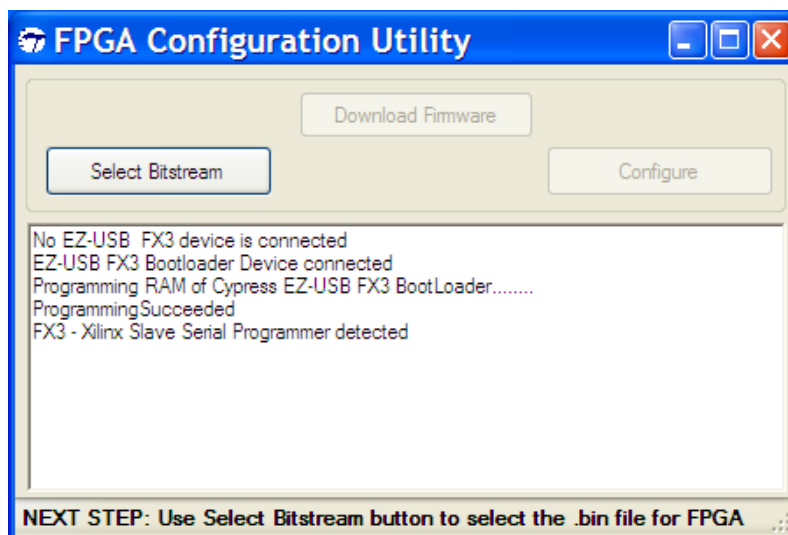 FPGA Configuration Utility
Download Firmware
Select Bitstream
Configure
No EZ-USB  FX3 device is connected
EZ-USB FX3 Bootloader Device connected
Programming RAM of Cypress EZ-USB FX3 BootLoader........
ProgrammingSucceeded
FX3 - Xilinx Slave Serial Programmer detected
NEXT STEP: Use Select Bitstream button to select the .bin file for FPGA